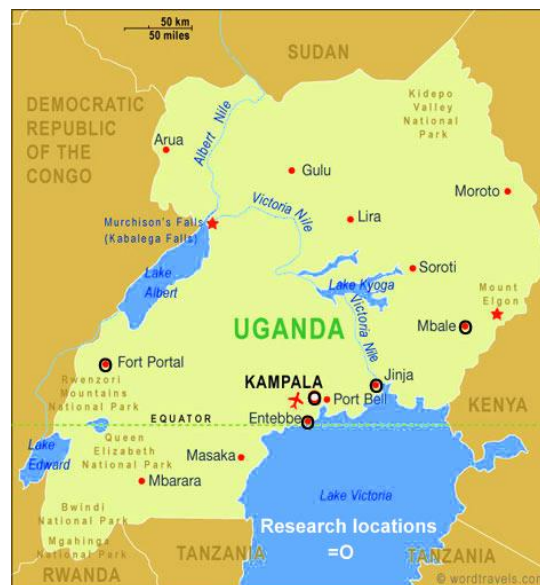 50 km
50 miles
SUDAN
DEMOCRATIC
REPUBLIC
OF THE
CONGO
Kidepo
Valley
National
Park
Arua
Albert Nile
Gulu
Moroto
Victoria Nile
Murchison's Falls
(Kabalega Falls)
Lira
Lake
Albert
Soroti
Lake Kyoga
Mount
Elgon
UGANDA
Victoria Nile
Mbale
Fort Portal
Jinja
KAMPALA
Port Bell
Rwenzori
Mountains
National Park
KENYA
EQUATOR
Entebbe
Lake
Edward
Queen
Elizabeth
National Park
Masaka
Mbarara
Lake Victoria
Bwindi
National Park
Mgahinga
National Park
Research locations
=O
TANZANIA
TANZANIA
RWANDA
© wordtravels.com